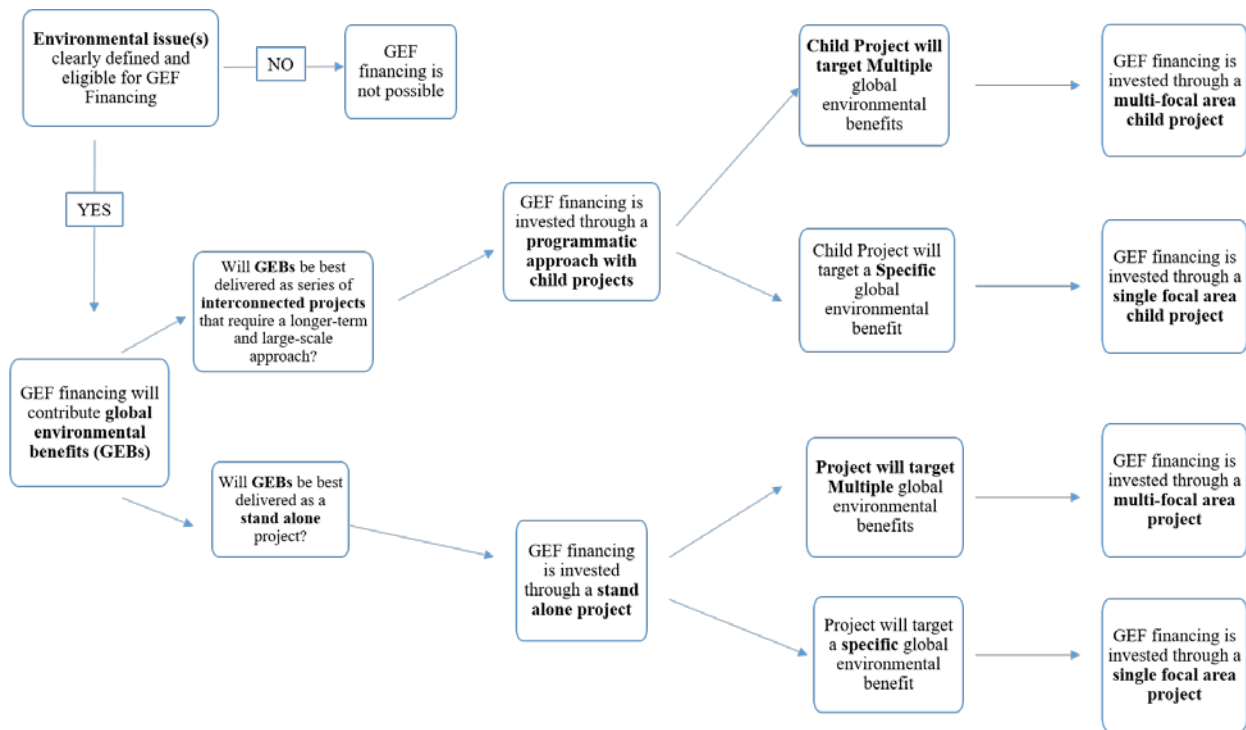 Environmental issue(s)
clearly defined and
eligible for GEF
Financing
NO
GEF
financing is
not possible
YES
GEF financing will
contribute global
environmental
benefits (GEBs)
Will GEBs be best
delivered as series of
interconnected projects
that require a longer-term
and large-scale
approach?
Will GEBs be best
delivered as a
stand alone
project?
GEF financing is
invested through a
programmatic
approach with
child projects
GEF financing
is invested
through a stand
alone project
Child Project will
target Multiple
global
environmental
benefits
GEF financing is
invested through a
multi-focal area
child project
Child Project will
target a Specific
global
environmental
benefit
GEF financing is
invested through a
single focal area
child project
Project will target
Multiple global
environmental
benefits
GEF financing is
invested through a
multi-focal area
project
Project will target
a specific global
environmental
benefit
GEF financing is
invested through a
single focal area
project